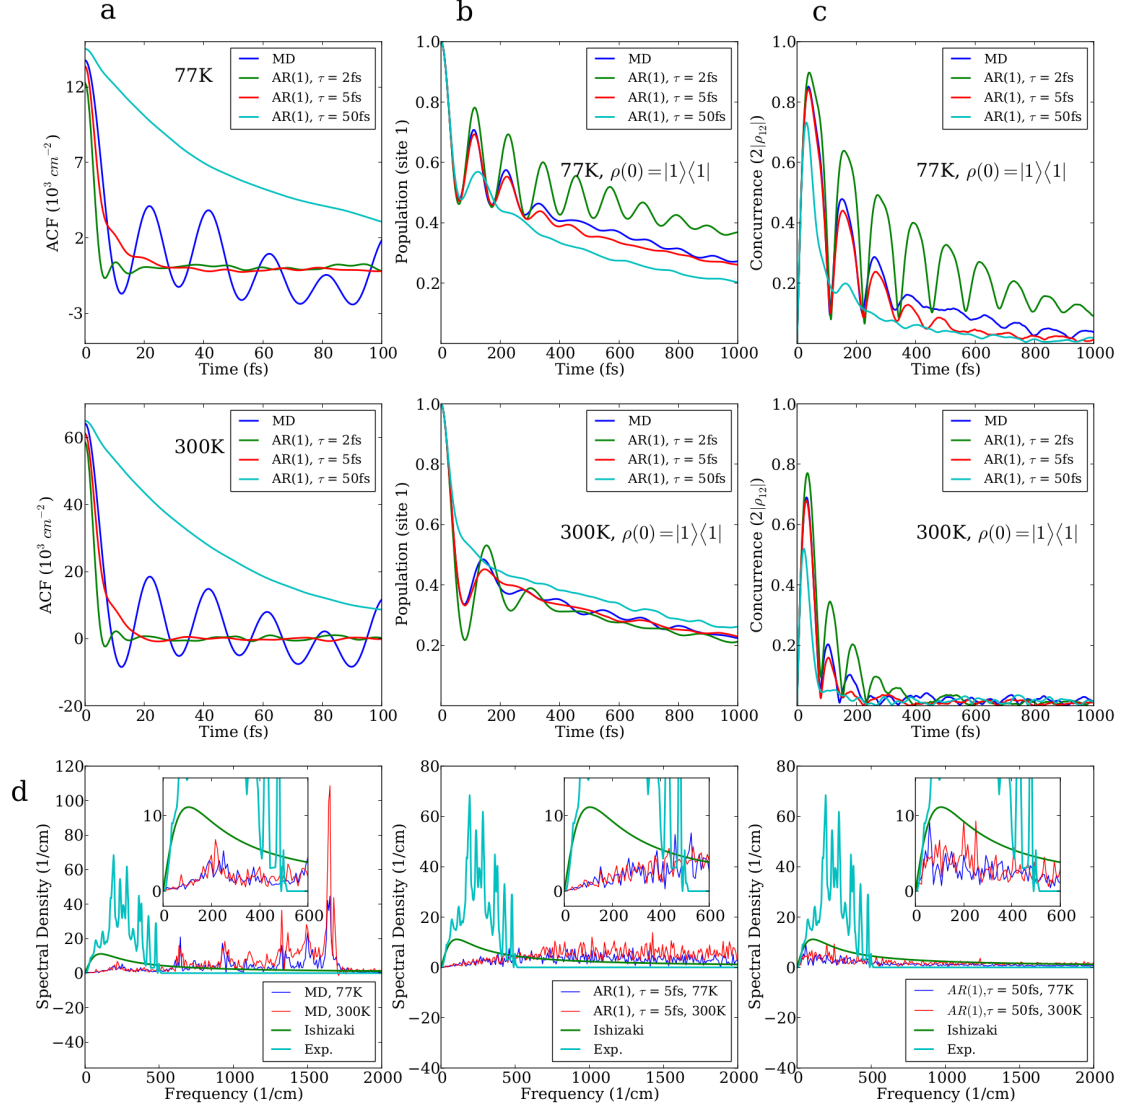 a
b
c
12
7
2
-3
0
20
40
60
80
100
Time (fs)
ACF (10³ cm⁻²)
77K
MD
AR(1), τ = 2fs
AR(1), τ = 5fs
AR(1), τ = 50fs
1.0
0.8
0.6
0.4
0.2
0
200
400
600
800
1000
Time (fs)
Population (site 1)
77K, ρ(0)=|1⟩⟨1|
MD
AR(1), τ = 2fs
AR(1), τ = 5fs
AR(1), τ = 50fs
1.0
0.8
0.6
0.4
0.2
0
200
400
600
800
1000
Time (fs)
Concurrence (2|ρ₁₂|)
77K, ρ(0)=|1⟩⟨1|
MD
AR(1), τ = 2fs
AR(1), τ = 5fs
AR(1), τ = 50fs
60
40
20
0
-20
0
20
40
60
80
100
Time (fs)
ACF (10³ cm⁻²)
300K
MD
AR(1), τ = 2fs
AR(1), τ = 5fs
AR(1), τ = 50fs
1.0
0.8
0.6
0.4
0.2
0
200
400
600
800
1000
Time (fs)
Population (site 1)
300K, ρ(0)=|1⟩⟨1|
MD
AR(1), τ = 2fs
AR(1), τ = 5fs
AR(1), τ = 50fs
1.0
0.8
0.6
0.4
0.2
0
200
400
600
800
1000
Time (fs)
Concurrence (2|ρ₁₂|)
300K, ρ(0)=|1⟩⟨1|
MD
AR(1), τ = 2fs
AR(1), τ = 5fs
AR(1), τ = 50fs
d
120
100
80
60
40
20
0
−20
−40
0
500
1000
1500
2000
Frequency (1/cm)
Spectral Density (1/cm)
10
0
0
200
400
600
MD, 77K
MD, 300K
Ishizaki
Exp.
80
60
40
20
0
−20
−40
0
500
1000
1500
2000
Frequency (1/cm)
Spectral Density (1/cm)
10
0
0
200
400
600
AR(1), τ = 5fs, 77K
AR(1), τ = 5fs, 300K
Ishizaki
Exp.
80
60
40
20
0
−20
−40
0
500
1000
1500
2000
Frequency (1/cm)
Spectral Density (1/cm)
10
0
0
200
400
600
AR(1),τ = 50fs, 77K
AR(1),τ = 50fs, 300K
Ishizaki
Exp.